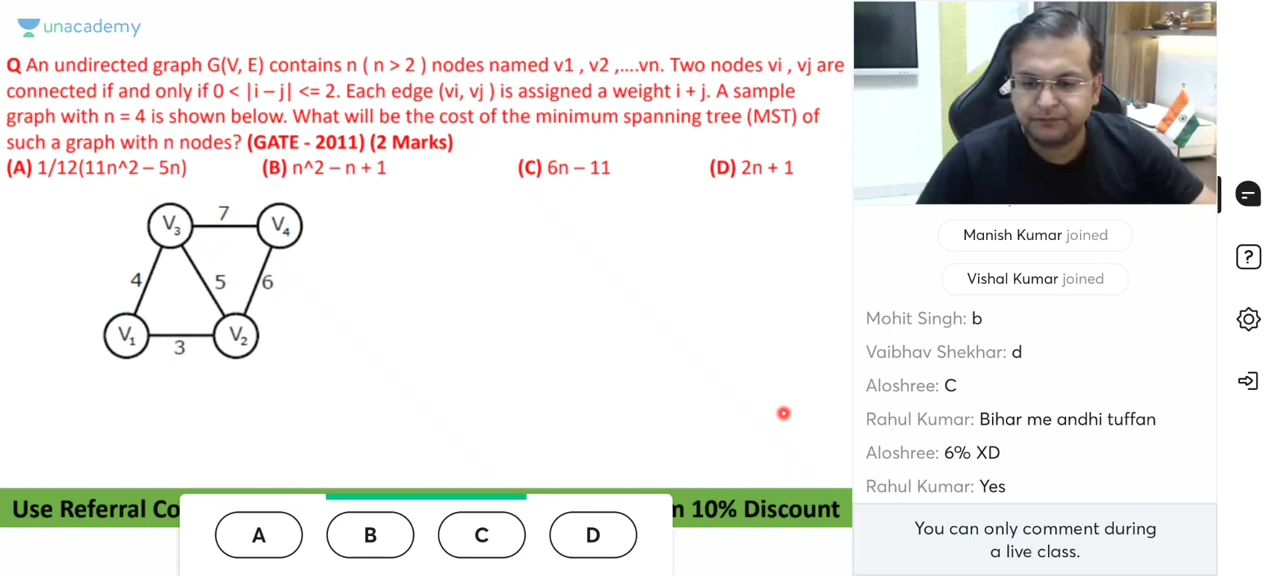 unacademy
Q An undirected graph G(V, E) contains n ( n > 2 ) nodes named v1 , v2 ,....vn. Two nodes vi , vj are
connected if and only if 0 < |i – j| <= 2. Each edge (vi, vj ) is assigned a weight i + j. A sample
graph with n = 4 is shown below. What will be the cost of the minimum spanning tree (MST) of
such a graph with n nodes? (GATE - 2011) (2 Marks)
(A) 1/12(11n^2 – 5n) (B) n^2 – n + 1 (C) 6n – 11 (D) 2n + 1
V3 7 V4
4 5 6
V1 3 V2
Use Referral Co
n 10% Discount
A B C D
Manish Kumar joined
Vishal Kumar joined
Mohit Singh: b
Vaibhav Shekhar: d
Aloshree: C
Rahul Kumar: Bihar me andhi tuffan
Aloshree: 6% XD
Rahul Kumar: Yes
You can only comment during
a live class.
?